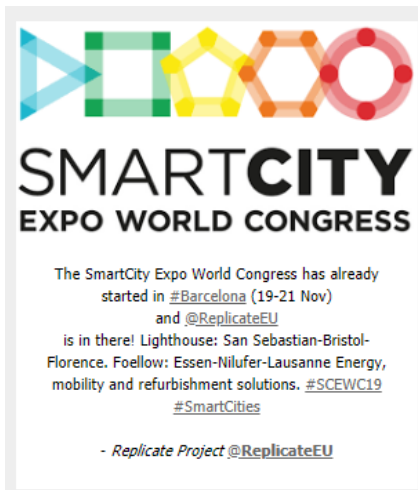 SMARTCITY
EXPO WORLD CONGRESS
The SmartCity Expo World Congress has already
started in #Barcelona (19-21 Nov)
and @ReplicateEU
is in there! Lighthouse: San Sebastian-Bristol-
Florence. Foellow: Essen-Nilufer-Lausanne Energy,
mobility and refurbishment solutions. #SCEWC19
#SmartCities
- Replicate Project @ReplicateEU